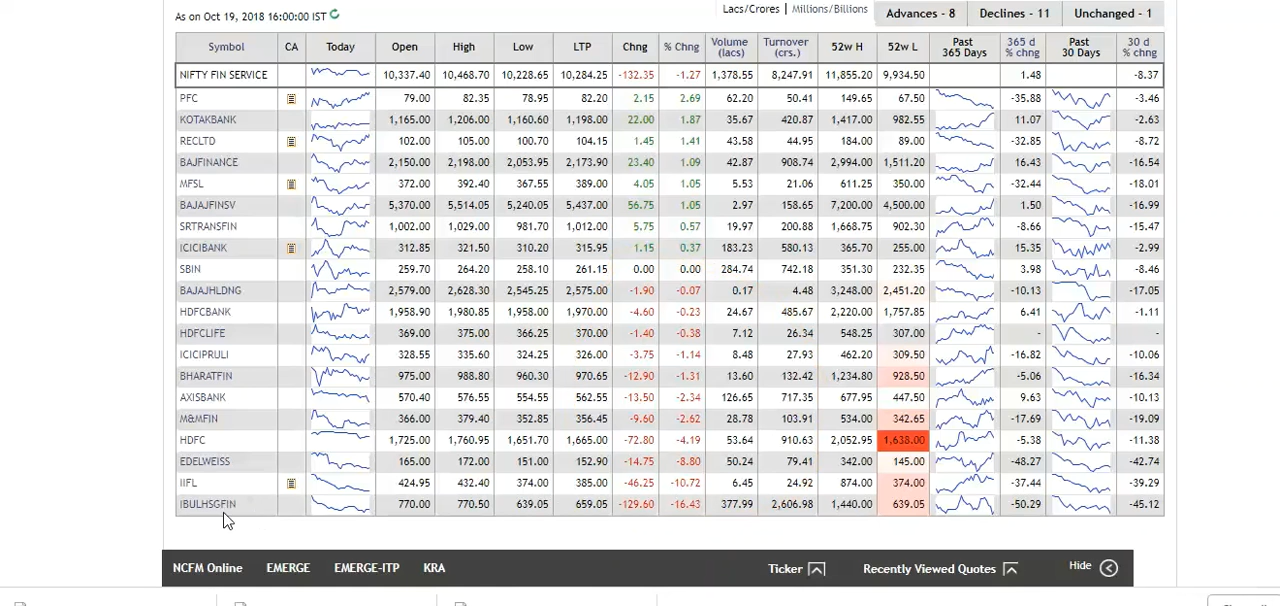 As on Oct 19, 2018 16:00:00 IST
Lacs/Crores | Millions/Billions
Advances - 8 Declines - 11 Unchanged - 1
Symbol CA Today Open High Low LTP Chng % Chng Volume (lacs) Turnover (crs.) 52w H 52w L Past 365 Days 365 d % chng Past 30 Days 30 d % chng
NIFTY FIN SERVICE 10,337.40 10,468.70 10,228.65 10,284.25 -132.35 -1.27 1,378.55 8,247.91 11,855.20 9,934.50 1.48 -8.37
PFC 79.00 82.35 78.95 82.20 2.15 2.69 62.20 50.41 149.65 67.50 -35.88 -3.46
KOTAKBANK 1,165.00 1,206.00 1,160.60 1,198.00 22.00 1.87 35.67 420.87 1,417.00 982.55 11.07 -2.63
RECLTD 102.00 105.00 100.70 104.15 1.45 1.41 43.58 44.95 184.00 89.00 -32.85 -8.72
BAJFINANCE 2,150.00 2,198.00 2,053.95 2,173.90 23.40 1.09 42.87 908.74 2,994.00 1,511.20 16.43 -16.54
MFSL 372.00 392.40 367.55 389.00 4.05 1.05 5.53 21.06 611.25 350.00 -32.44 -18.01
BAJAJFINSV 5,370.00 5,514.05 5,240.05 5,437.00 56.75 1.05 2.97 158.65 7,200.00 4,500.00 1.50 -16.99
SRTRANSFIN 1,002.00 1,029.00 981.70 1,012.00 5.75 0.57 19.97 200.88 1,668.75 902.30 -8.66 -15.47
ICICIBANK 312.85 321.50 310.20 315.95 1.15 0.37 183.23 580.13 365.70 255.00 15.35 -2.99
SBIN 259.70 264.20 258.10 261.15 0.00 0.00 284.74 742.18 351.30 232.35 3.98 -8.46
BAJAJHLDNG 2,579.00 2,628.30 2,545.25 2,575.00 -1.90 -0.07 0.17 4.48 3,248.00 2,451.20 -10.13 -17.05
HDFCBANK 1,958.90 1,980.85 1,958.00 1,970.00 -4.60 -0.23 24.67 485.67 2,220.00 1,757.85 6.41 -1.11
HDFCLIFE 369.00 375.00 366.25 370.00 -1.40 -0.38 7.12 26.34 548.25 307.00 - -
ICICIPRULI 328.55 335.60 324.25 326.00 -3.75 -1.14 8.48 27.93 462.20 309.50 -16.82 -10.06
BHARATFIN 975.00 988.80 960.30 970.65 -12.90 -1.31 13.60 132.42 1,234.80 928.50 -5.06 -16.34
AXISBANK 570.40 576.55 554.55 562.55 -13.50 -2.34 126.65 717.35 677.95 447.50 9.63 -10.13
M&MFIN 366.00 379.40 352.85 356.45 -9.60 -2.62 28.78 103.91 534.00 342.65 -17.69 -19.09
HDFC 1,725.00 1,760.95 1,651.70 1,665.00 -72.80 -4.19 53.64 910.63 2,052.95 1,638.00 -5.38 -11.38
EDELWEISS 165.00 172.00 151.00 152.90 -14.75 -8.80 50.24 79.41 342.00 145.00 -48.27 -42.74
IIFL 424.95 432.40 374.00 385.00 -46.25 -10.72 6.45 24.92 874.00 374.00 -37.44 -39.29
IBULHSGFIN 770.00 770.50 639.05 659.05 -129.60 -16.43 377.99 2,606.98 1,440.00 639.05 -50.29 -45.12
NCFM Online EMERGE EMERGE-ITP KRA Ticker Recently Viewed Quotes Hide